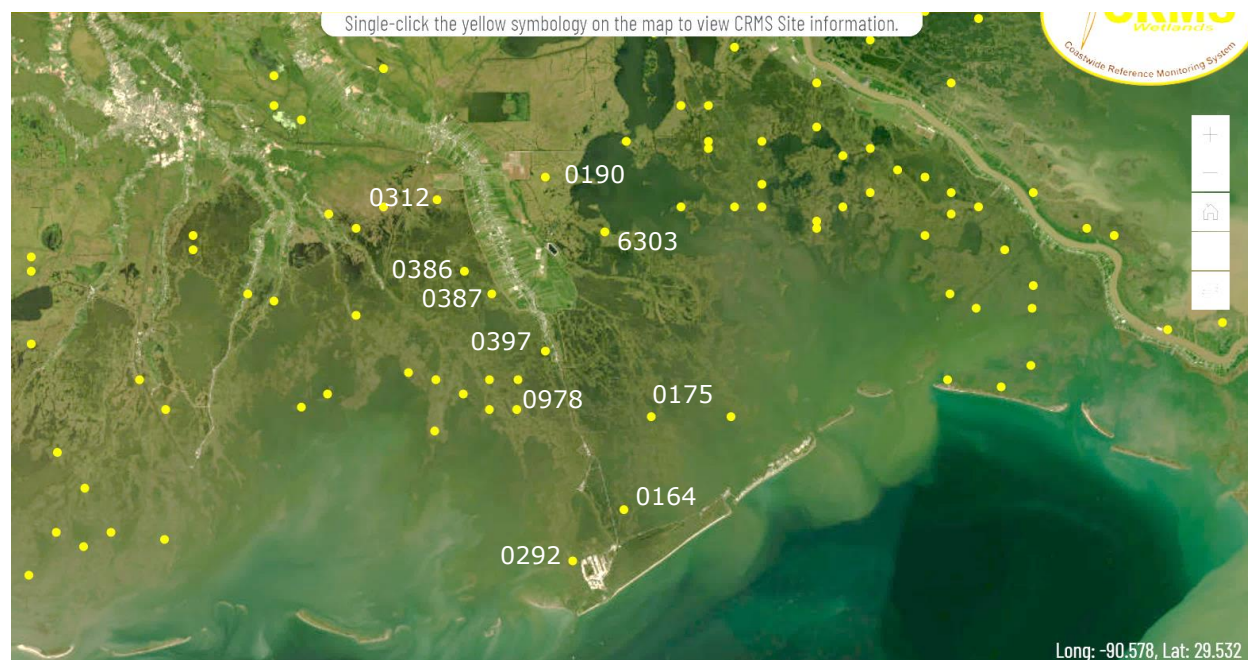 Single-click the yellow symbology on the map to view CRMS Site information.
CRMS
Wetlands
Coastwide Reference Monitoring System
0190
0312
6303
0386
0387
0397
0978
0175
0164
0292
Long: -90.578, Lat: 29.532